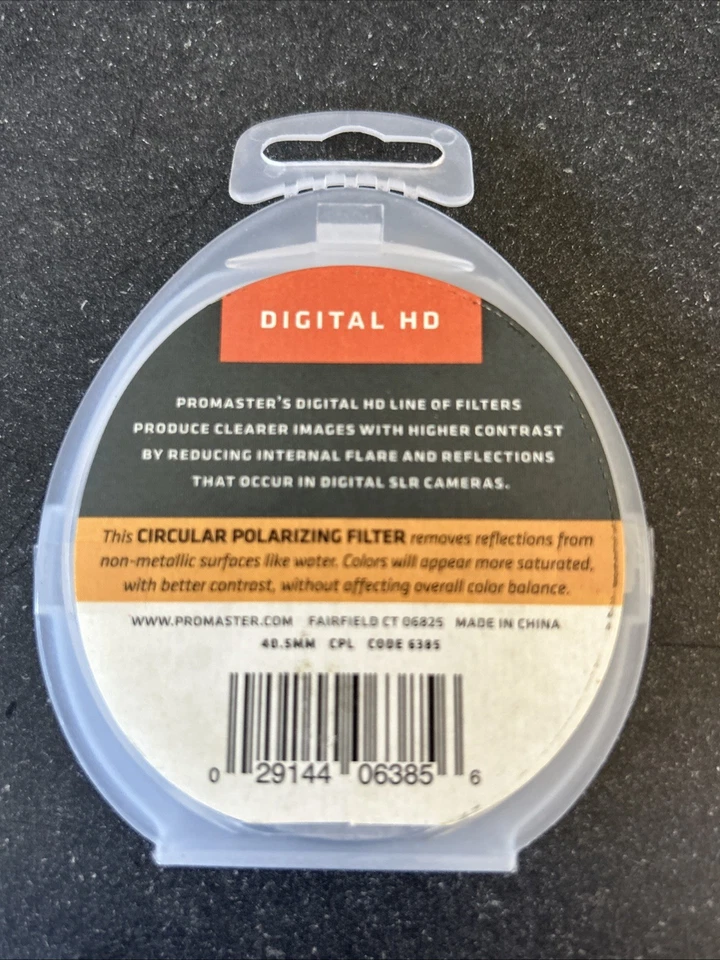 DIGITAL HD
PROMASTER'S DIGITAL HD LINE OF FILTERS
PRODUCE CLEARER IMAGES WITH HIGHER CONTRAST
BY REDUCING INTERNAL FLARE AND REFLECTIONS
THAT OCCUR IN DIGITAL SLR CAMERAS.
This CIRCULAR POLARIZING FILTER removes reflections from
non-metallic surfaces like water. Colors will appear more saturated,
with better contrast, without affecting overall color balance.
WWW.PROMASTER.COM FAIRFIELD CT 06825 MADE IN CHINA
40.5MM CPL CODE 6385
0 29144 06385 6